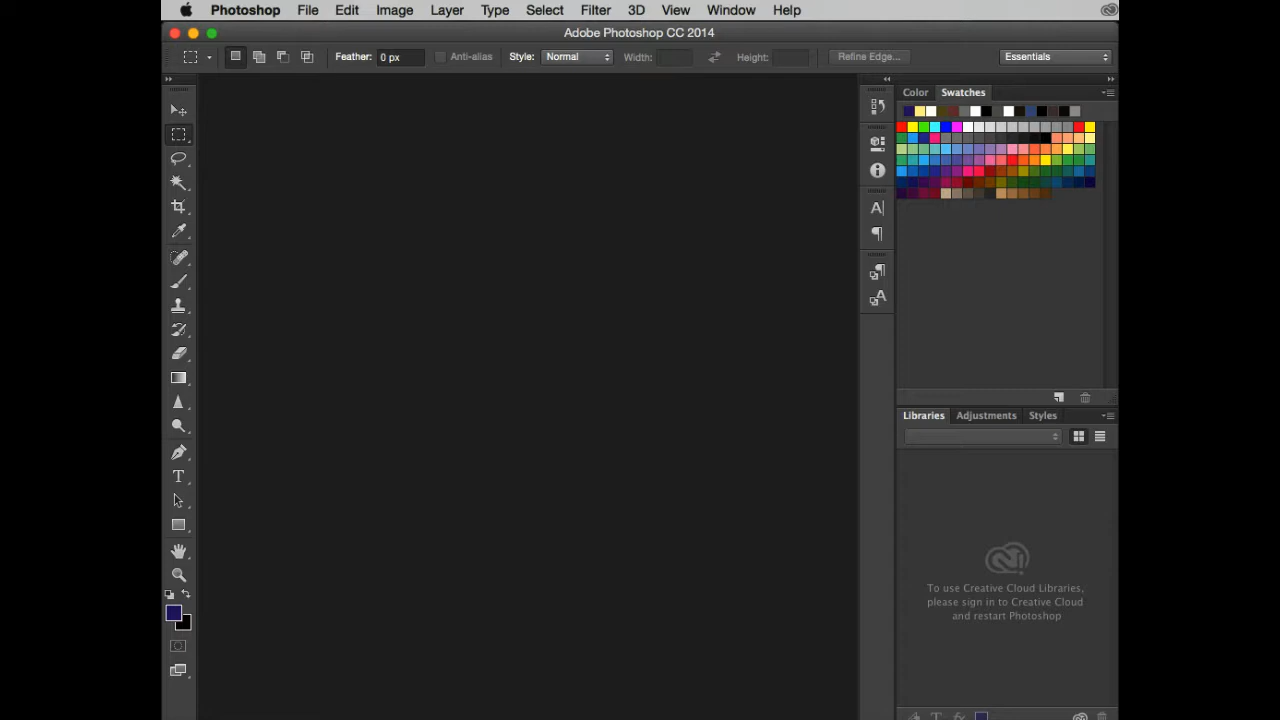 Photoshop File Edit Image Layer Type Select Filter 3D View Window Help
Adobe Photoshop CC 2014
Feather: 0 px Anti-alias Style: Normal Width: Height: Refine Edge... Essentials
Color Swatches
Libraries Adjustments Styles
To use Creative Cloud Libraries,
please sign in to Creative Cloud
and restart Photoshop